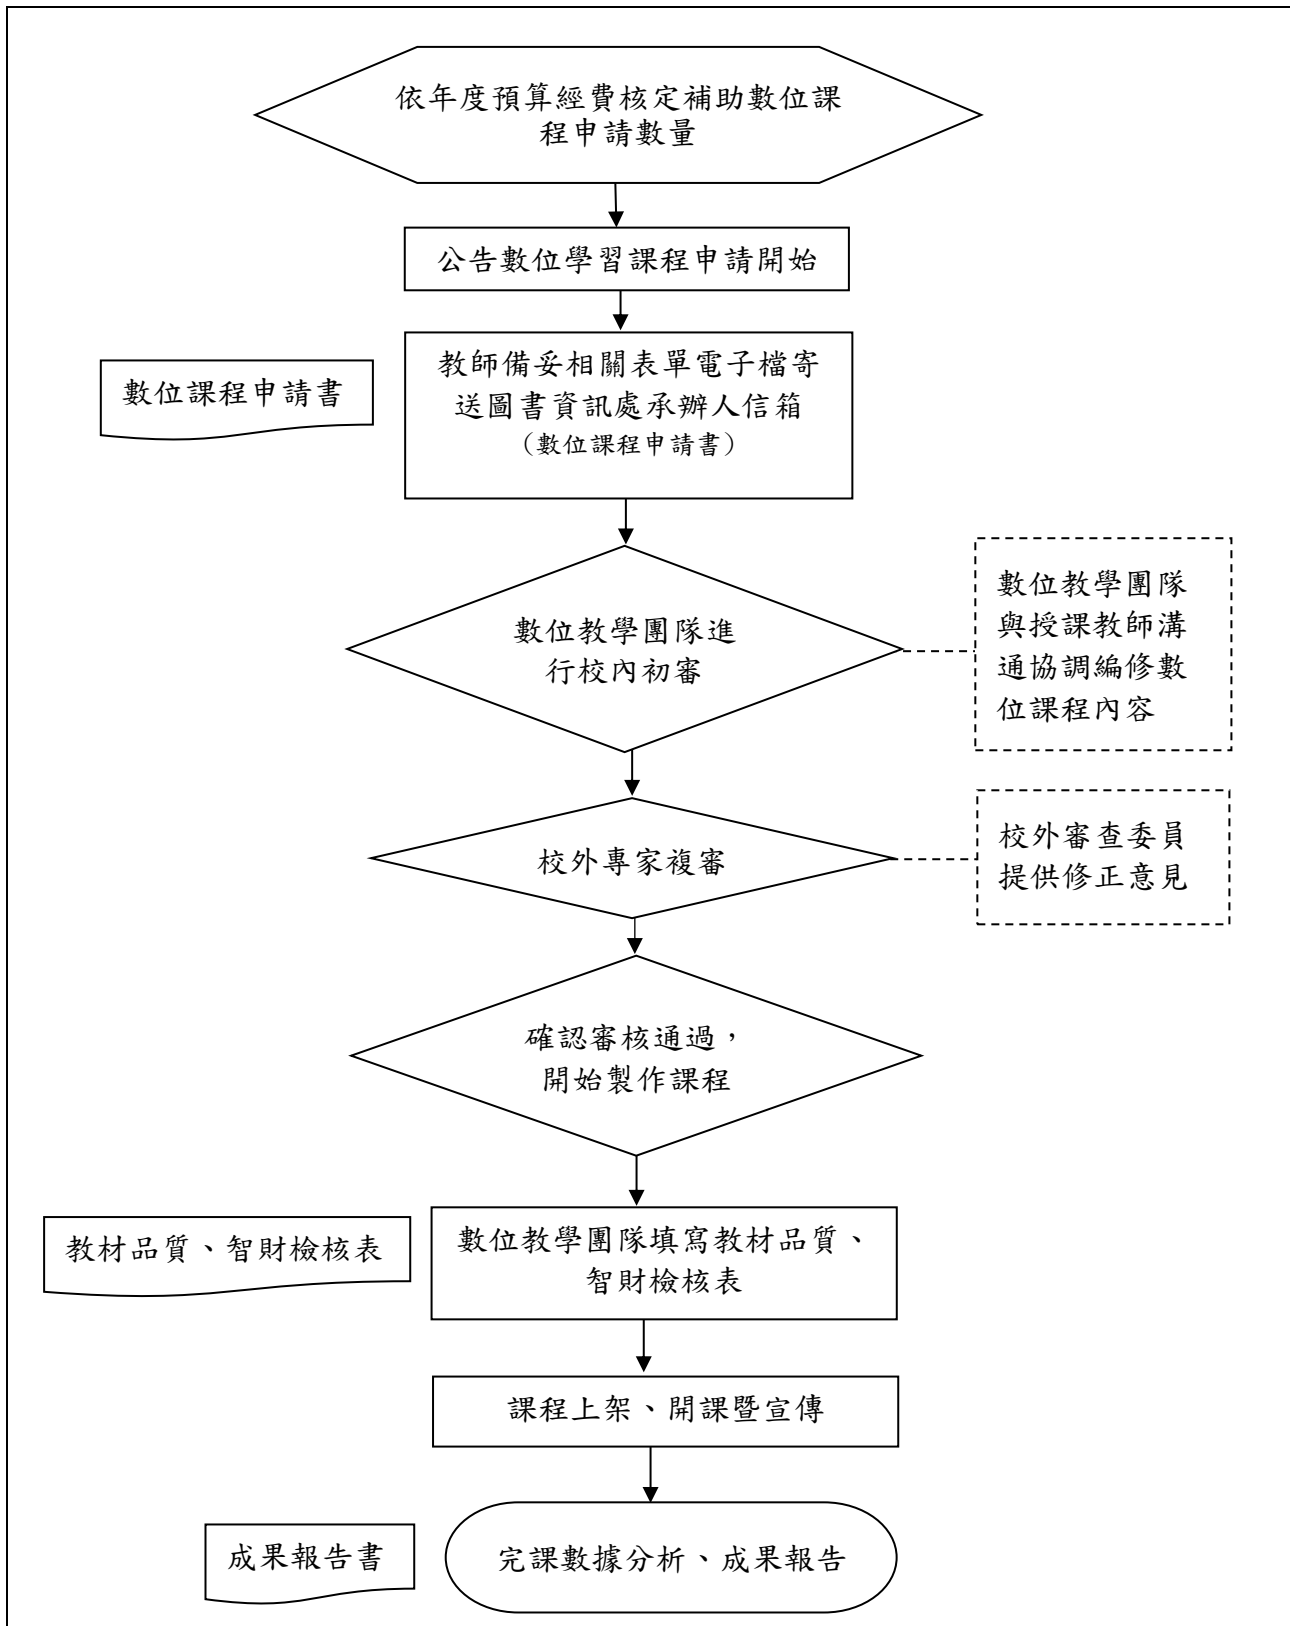 依年度預算經費核定補助數位課
程申請數量
公告數位學習課程申請開始
數位課程申請書
教師備妥相關表單電子檔寄
送圖書資訊處承辦人信箱
（數位課程申請書）
數位教學團隊進
行校內初審
數位教學團隊
與授課教師溝
通協調編修數
位課程內容
校外專家複審
校外審查委員
提供修正意見
確認審核通過，
開始製作課程
教材品質、智財檢核表
數位教學團隊填寫教材品質、
智財檢核表
課程上架、開課暨宣傳
成果報告書
完課數據分析、成果報告